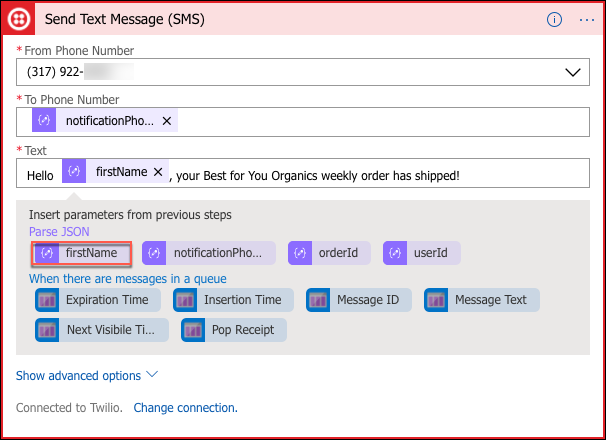 Send Text Message (SMS)
* From Phone Number
(317) 922-
* To Phone Number
notificationPho... ×
* Text
Hello firstName × , your Best for You Organics weekly order has shipped!
Insert parameters from previous steps
Parse JSON
firstName notificationPho... orderId userId
When there are messages in a queue
Expiration Time Insertion Time Message ID Message Text
Next Visibile Ti... Pop Receipt
Show advanced options
Connected to Twilio. Change connection.